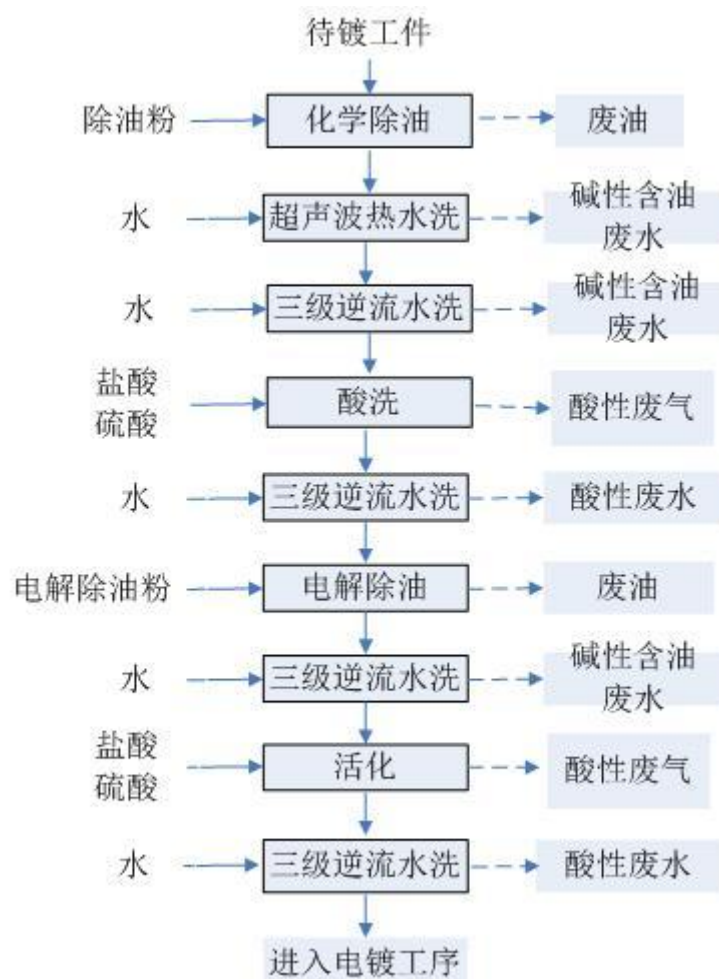 待镀工件
除油粉
化学除油
废油
水
超声波热水洗
碱性含油
废水
水
三级逆流水洗
碱性含油
废水
盐酸
硫酸
酸洗
酸性废气
水
三级逆流水洗
酸性废水
电解除油粉
电解除油
废油
水
三级逆流水洗
碱性含油
废水
盐酸
硫酸
活化
酸性废气
水
三级逆流水洗
酸性废水
进入电镀工序